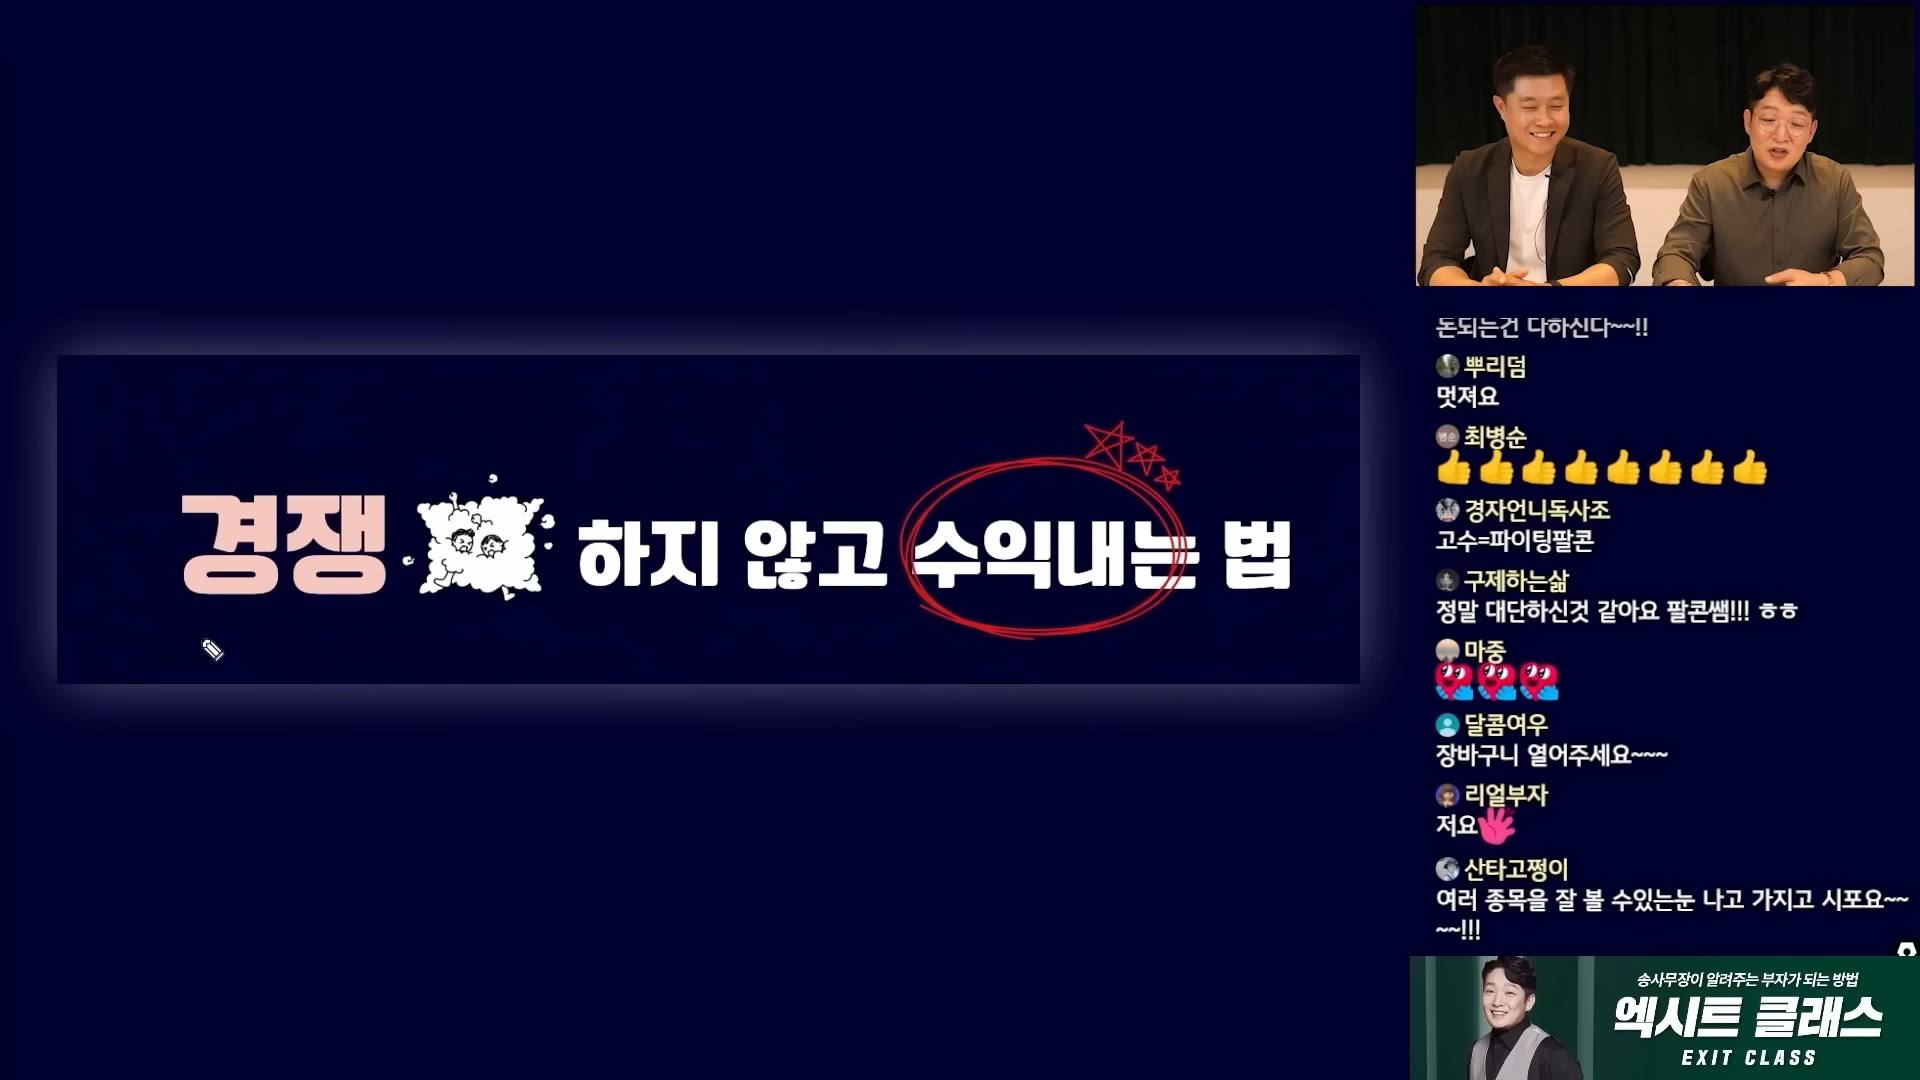 경쟁 하지 않고 수익내는 법
돈되는건 다하신다~~!!
뿌리덤
멋져요
최병순
경자언니독사조
고수=파이팅팔콘
구제하는삶
정말 대단하신것 같아요 팔콘쌤!!! ㅎㅎ
마중
달콤여우
장바구니 열어주세요~~~
리얼부자
저요
산타고쩡이
여러 종목을 잘 볼 수있는눈 나고 가지고 시포요~~
~~!!!
송사무장이 알려주는 부자가 되는 방법
엑시트 클래스
EXIT CLASS